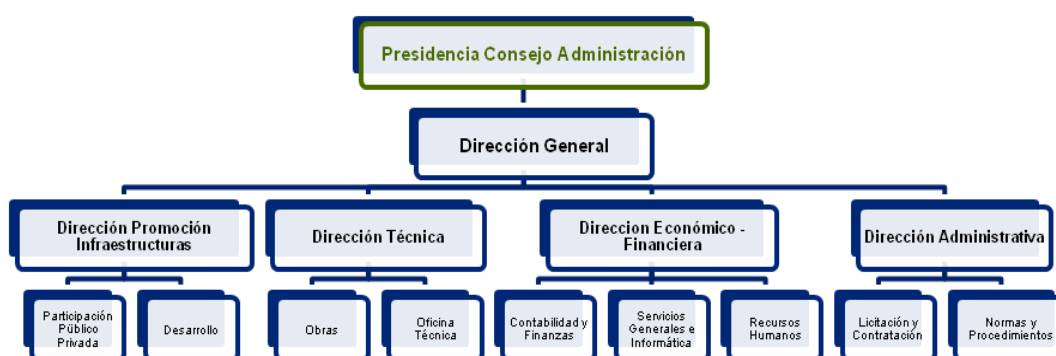 Presidencia Consejo Administración
Dirección General
Dirección Promoción
Infraestructuras
Dirección Técnica
Direccion Económico -
Financiera
Dirección Administrativa
Participación
Público
Privada
Desarrollo
Obras
Oficina
Técnica
Contabilidad y
Finanzas
Servicios
Generales e
Informática
Recursos
Humanos
Licitación y
Contratación
Normas y
Procedimientos